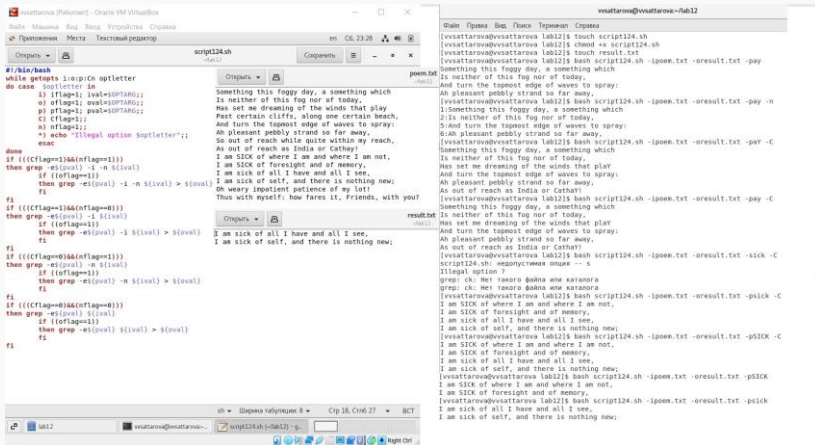 vvsattarova [Работает] - Oracle VM VirtualBox
Файл Машина Вид Ввод Устройства Справка
Приложения Места Текстовый редактор en Сб, 23:28
Открыть script124.sh Сохранить
~/lab12
#!/bin/bash
while getopts i:o:p:Cn optletter
do case $optletter in
i) iflag=1; ival=$OPTARG;;
o) oflag=1; oval=$OPTARG;;
p) pflag=1; pval=$OPTARG;;
C) Cflag=1;;
n) nflag=1;;
*) echo "Illegal option $optletter";;
esac
done
if (((Cflag==1)&&(nflag==1)))
then grep -e${pval} -i -n ${ival}
if ((oflag==1))
then grep -e${pval} -i -n ${ival} > ${oval}
fi
fi
if (((Cflag==1)&&(nflag==0)))
then grep -e${pval} -i ${ival}
if ((oflag==1))
then grep -e${pval} -i ${ival} > ${oval}
fi
fi
if (((Cflag==0)&&(nflag==1)))
then grep -e${pval} -n ${ival}
if ((oflag==1))
then grep -e${pval} -n ${ival} > ${oval}
fi
fi
if (((Cflag==0)&&(nflag==0)))
then grep -e${pval} ${ival}
if ((oflag==1))
then grep -e${pval} ${ival} > ${oval}
fi
fi
Открыть poem.txt
~/lab12
Something this foggy day, a something which
Is neither of this fog nor of today,
Has set me dreaming of the winds that play
Past certain cliffs, along one certain beach,
And turn the topmost edge of waves to spray:
Ah pleasant pebbly strand so far away,
So out of reach while quite within my reach,
As out of reach as India or Cathay!
I am SICK of where I am and where I am not,
I am SICK of foresight and of memory,
I am sick of all I have and all I see,
I am sick of self, and there is nothing new;
Oh weary impatient patience of my lot!
Thus with myself: how fares it, Friends, with you?
Открыть result.txt
~/lab12
I am sick of all I have and all I see,
I am sick of self, and there is nothing new;
sh Ширина табуляции: 8 Стр 18, Стлб 27 ВСТ
lab12 vvsattarova@vvsattarova:~... script124.sh (~/lab12) – g...
Right Ctrl
vvsattarova@vvsattarova:~/lab12
Файл Правка Вид Поиск Терминал Справка
[vvsattarova@vvsattarova lab12]$ touch script124.sh
[vvsattarova@vvsattarova lab12]$ chmod +x script124.sh
[vvsattarova@vvsattarova lab12]$ touch result.txt
[vvsattarova@vvsattarova lab12]$ bash script124.sh -ipoem.txt -oresult.txt -pay
Something this foggy day, a something which
Is neither of this fog nor of today,
And turn the topmost edge of waves to spray:
Ah pleasant pebbly strand so far away,
[vvsattarova@vvsattarova lab12]$ bash script124.sh -ipoem.txt -oresult.txt -pay -n
1:Something this foggy day, a something which
2:Is neither of this fog nor of today,
5:And turn the topmost edge of waves to spray:
6:Ah pleasant pebbly strand so far away,
[vvsattarova@vvsattarova lab12]$ bash script124.sh -ipoem.txt -oresult.txt -paY -C
Something this foggy day, a something which
Is neither of this fog nor of today,
Has set me dreaming of the winds that plaY
And turn the topmost edge of waves to spray:
Ah pleasant pebbly strand so far away,
As out of reach as India or CathaY!
[vvsattarova@vvsattarova lab12]$ bash script124.sh -ipoem.txt -oresult.txt -pay -C
Something this foggy day, a something which
Is neither of this fog nor of today,
Has set me dreaming of the winds that plaY
And turn the topmost edge of waves to spray:
Ah pleasant pebbly strand so far away,
As out of reach as India or CathaY!
[vvsattarova@vvsattarova lab12]$ bash script124.sh -ipoem.txt -oresult.txt -sick -C
script124.sh: недопустимая опция -- s
Illegal option ?
grep: ck: Нет такого файла или каталога
grep: ck: Нет такого файла или каталога
[vvsattarova@vvsattarova lab12]$ bash script124.sh -ipoem.txt -oresult.txt -psick -C
I am SICK of where I am and where I am not,
I am SICK of foresight and of memory,
I am sick of all I have and all I see,
I am sick of self, and there is nothing new;
[vvsattarova@vvsattarova lab12]$ bash script124.sh -ipoem.txt -oresult.txt -pSICK -C
I am SICK of where I am and where I am not,
I am SICK of foresight and of memory,
I am sick of all I have and all I see,
I am sick of self, and there is nothing new;
[vvsattarova@vvsattarova lab12]$ bash script124.sh -ipoem.txt -oresult.txt -pSICK
I am SICK of where I am and where I am not,
I am SICK of foresight and of memory,
[vvsattarova@vvsattarova lab12]$ bash script124.sh -ipoem.txt -oresult.txt -psick
I am sick of all I have and all I see,
I am sick of self, and there is nothing new;